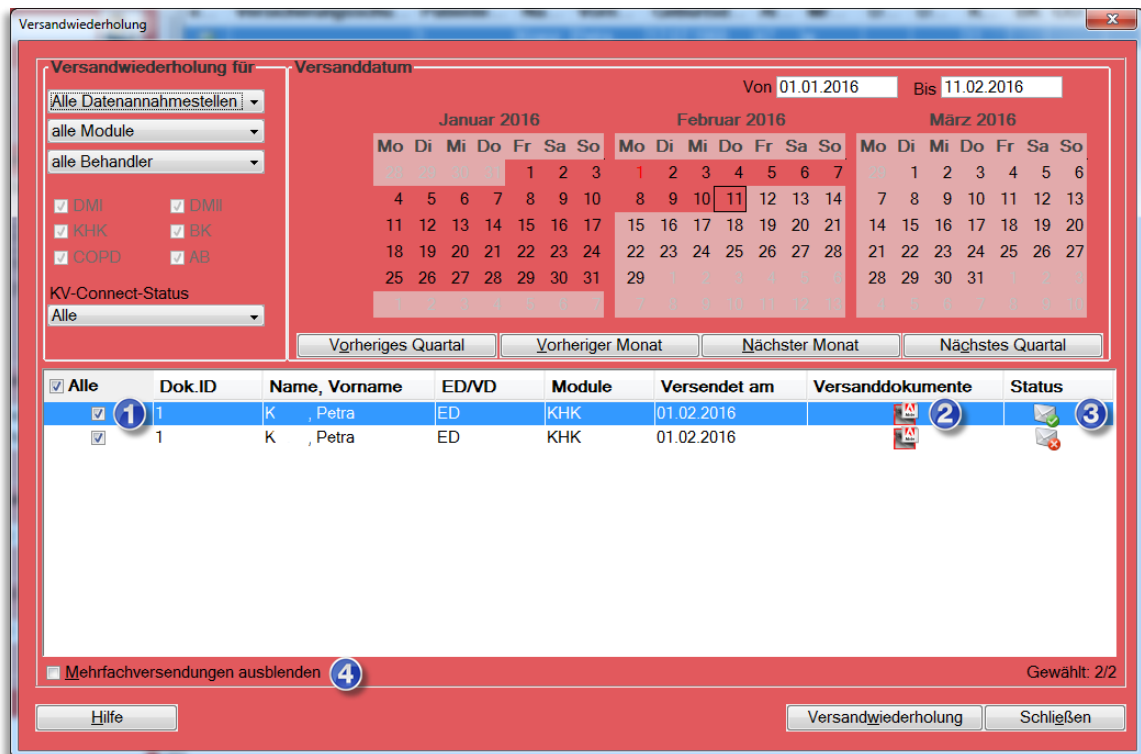 Versandwiederholung
Versandwiederholung für
Versanddatum
Alle Datenannahmestellen
alle Module
alle Behandler
DMI
DMII
KHK
BK
COPD
AB
KV-Connect-Status
Alle
Von 01.01.2016 Bis 11.02.2016
Januar 2016
Mo Di Mi Do Fr Sa So
1 2 3
4 5 6 7 8 9 10
11 12 13 14 15 16 17
18 19 20 21 22 23 24
25 26 27 28 29 30 31
Februar 2016
Mo Di Mi Do Fr Sa So
1 2 3 4 5 6 7
8 9 10 11 12 13 14
15 16 17 18 19 20 21
22 23 24 25 26 27 28
29
März 2016
Mo Di Mi Do Fr Sa So
1 2 3 4 5 6
7 8 9 10 11 12 13
14 15 16 17 18 19 20
21 22 23 24 25 26 27
28 29 30 31
Vorheriges Quartal Vorheriger Monat Nächster Monat Nächstes Quartal
Alle Dok.ID Name, Vorname ED/VD Module Versendet am Versanddokumente Status
1 1 K , Petra ED KHK 01.02.2016 2 3
1 K , Petra ED KHK 01.02.2016
Mehrfachversendungen ausblenden 4 Gewählt: 2/2
Hilfe Versandwiederholung Schließen